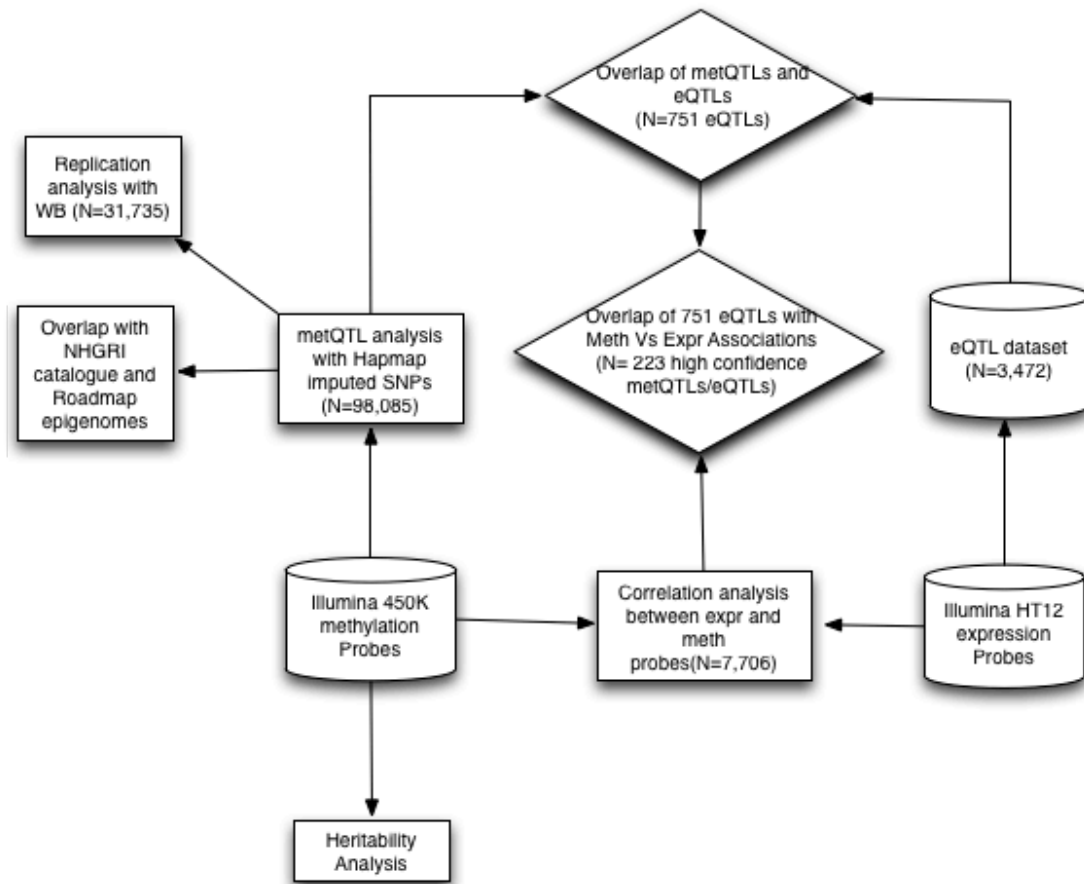 Overlap of metQTLs and
eQTLs
(N=751 eQTLs)
Replication
analysis with
WB (N=31,735)
Overlap with
NHGRI
catalogue and
Roadmap
epigenomes
metQTL analysis
with Hapmap
imputed SNPs
(N=98,085)
Overlap of 751 eQTLs with
Meth Vs Expr Associations
(N= 223 high confidence
metQTLs/eQTLs)
eQTL dataset
(N=3,472)
Illumina 450K
methylation
Probes
Correlation analysis
between expr and
meth
probes(N=7,706)
Illumina HT12
expression
Probes
Heritability
Analysis